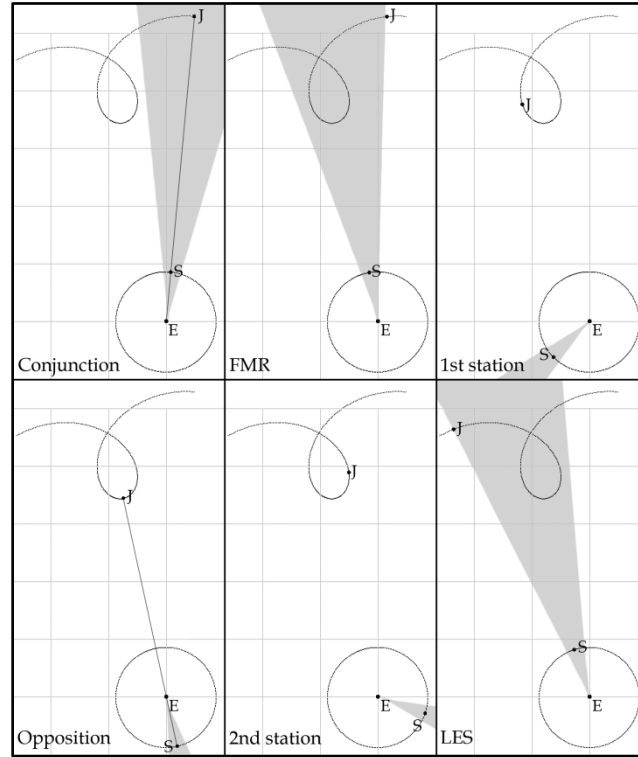 J
S
E
Conjunction
J
S
E
FMR
J
E
S
1st station
J
E
S
Opposition
J
E
S
2nd station
J
S
E
LES